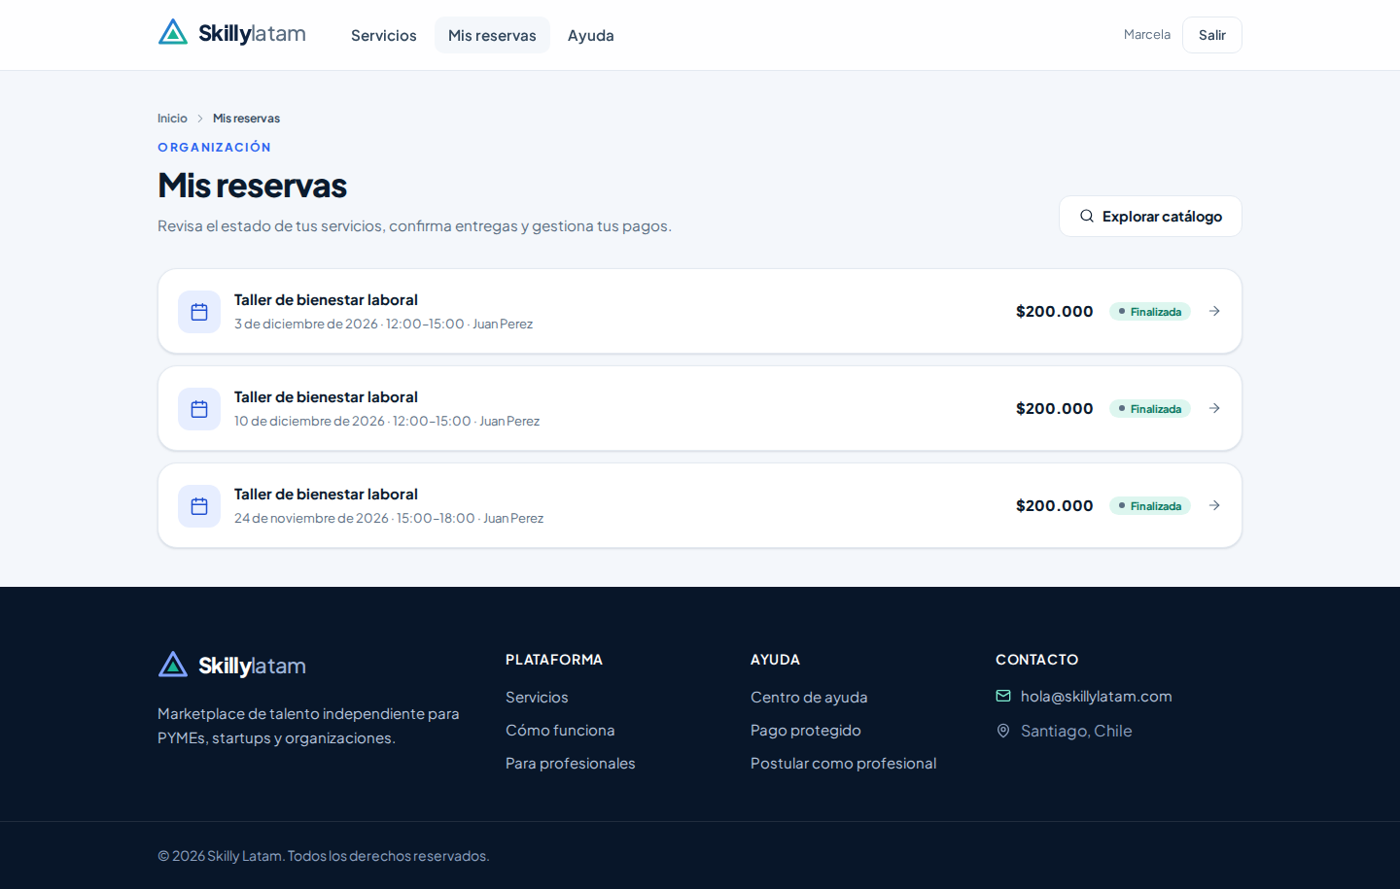 Skillylatam
Servicios
Mis reservas
Ayuda
Marcela
Salir
Inicio
Mis reservas
ORGANIZACIÓN
Mis reservas
Revisa el estado de tus servicios, confirma entregas y gestiona tus pagos.
Explorar catálogo
Taller de bienestar laboral
3 de diciembre de 2026 · 12:00–15:00 · Juan Perez
$200.000
Finalizada
Taller de bienestar laboral
10 de diciembre de 2026 · 12:00–15:00 · Juan Perez
$200.000
Finalizada
Taller de bienestar laboral
24 de noviembre de 2026 · 15:00–18:00 · Juan Perez
$200.000
Finalizada
Skillylatam
Marketplace de talento independiente para
PYMEs, startups y organizaciones.
PLATAFORMA
Servicios
Cómo funciona
Para profesionales
AYUDA
Centro de ayuda
Pago protegido
Postular como profesional
CONTACTO
hola@skillylatam.com
Santiago, Chile
© 2026 Skilly Latam. Todos los derechos reservados.